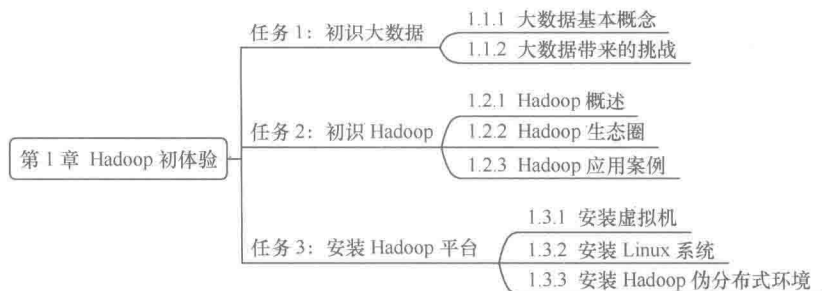 第 1 章 Hadoop 初体验
任务 1：初识大数据
1.1.1 大数据基本概念
1.1.2 大数据带来的挑战
任务 2：初识 Hadoop
1.2.1 Hadoop 概述
1.2.2 Hadoop 生态圈
1.2.3 Hadoop 应用案例
任务 3：安装 Hadoop 平台
1.3.1 安装虚拟机
1.3.2 安装 Linux 系统
1.3.3 安装 Hadoop 伪分布式环境